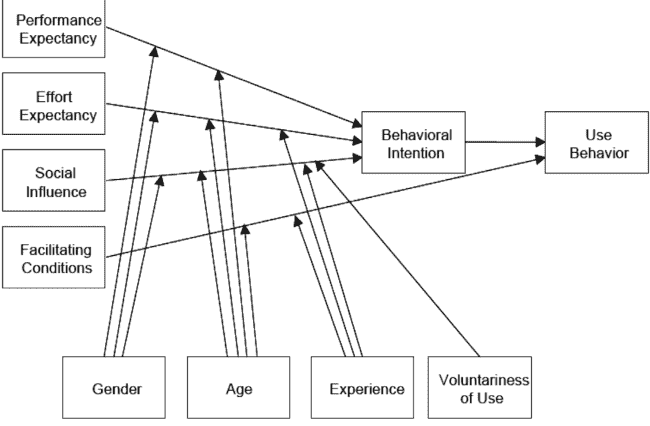 Performance
Expectancy
Effort
Expectancy
Social
Influence
Facilitating
Conditions
Behavioral
Intention
Use
Behavior
Gender
Age
Experience
Voluntariness
of Use